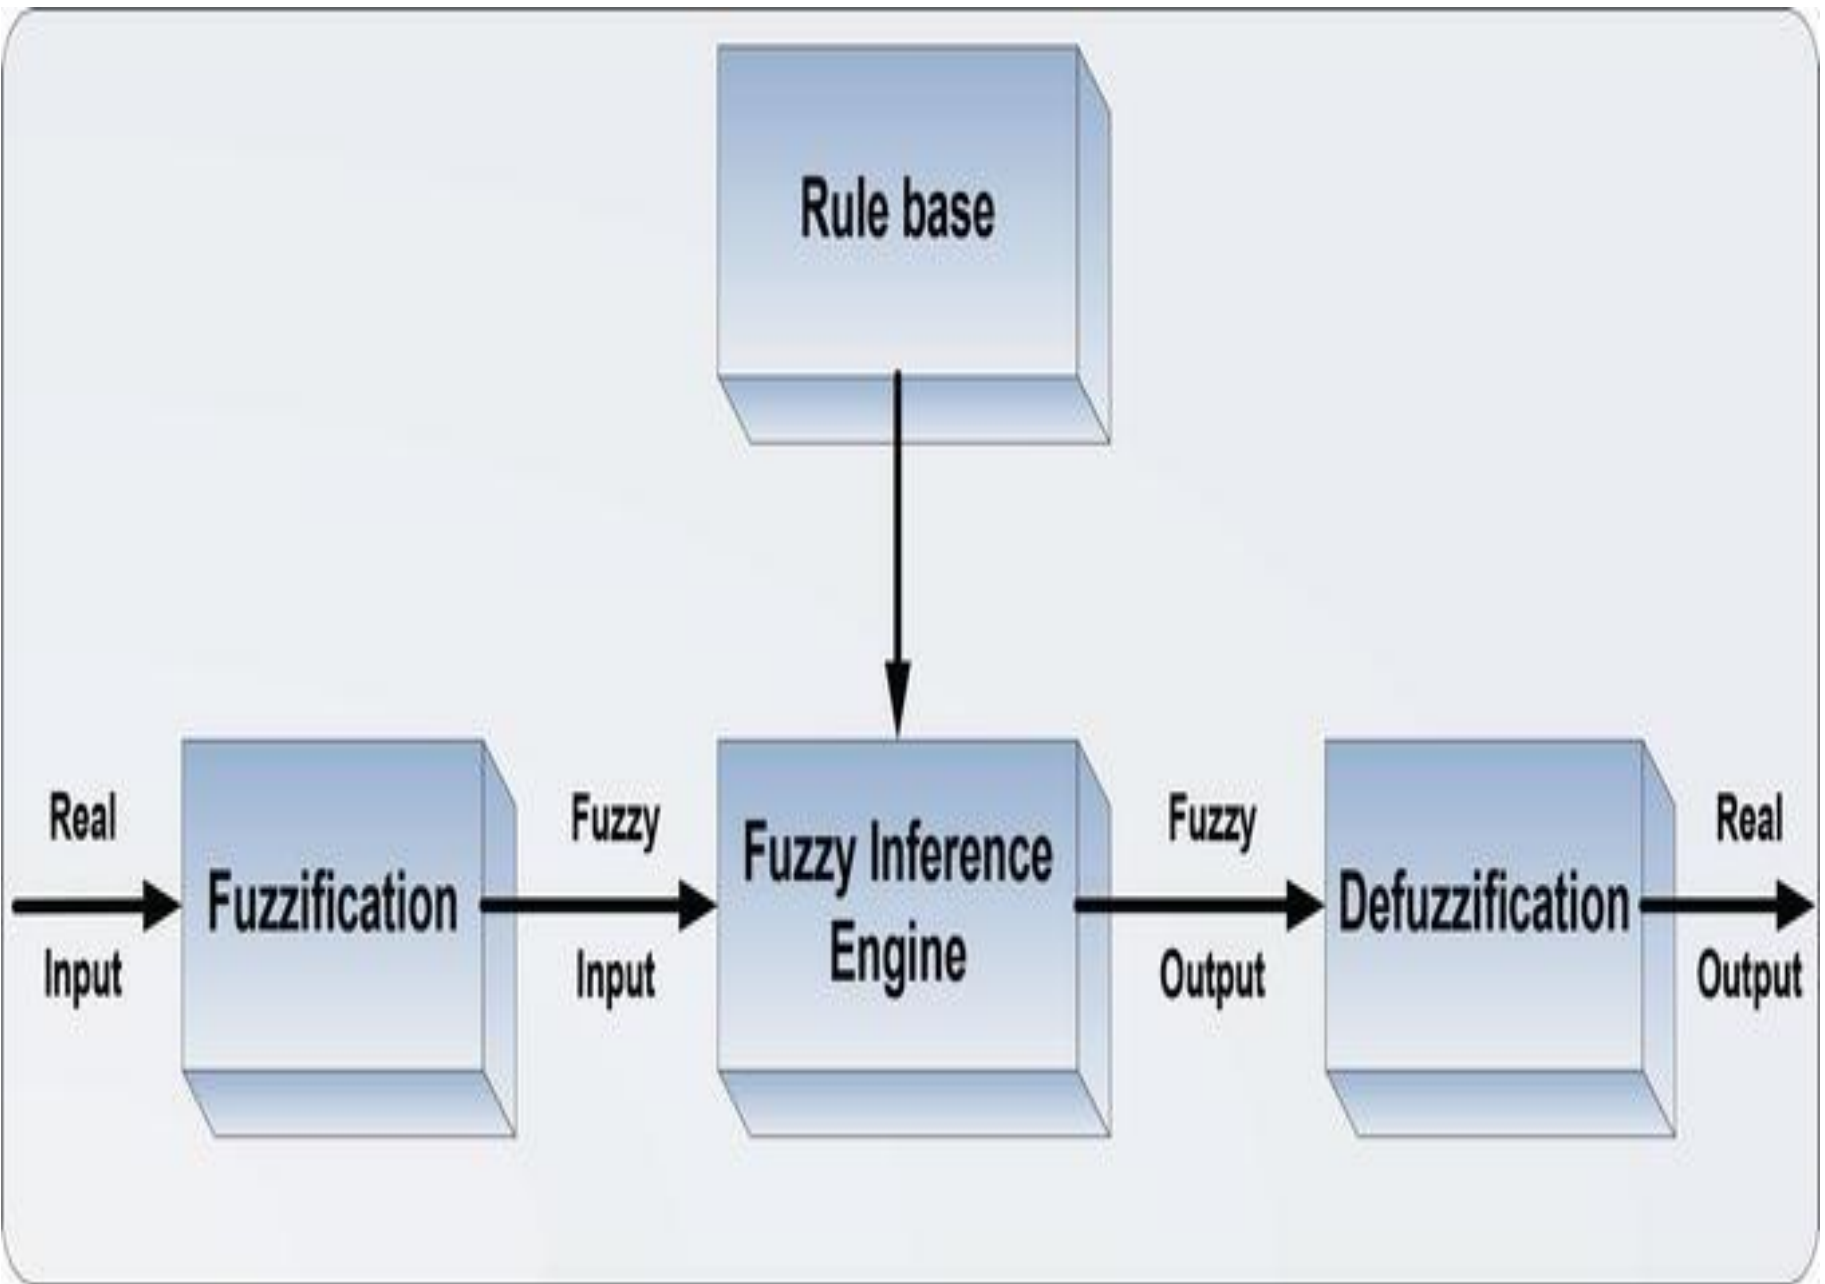 Rule base
Real
Input
Fuzzification
Fuzzy
Input
Fuzzy Inference
Engine
Fuzzy
Output
Defuzzification
Real
Output